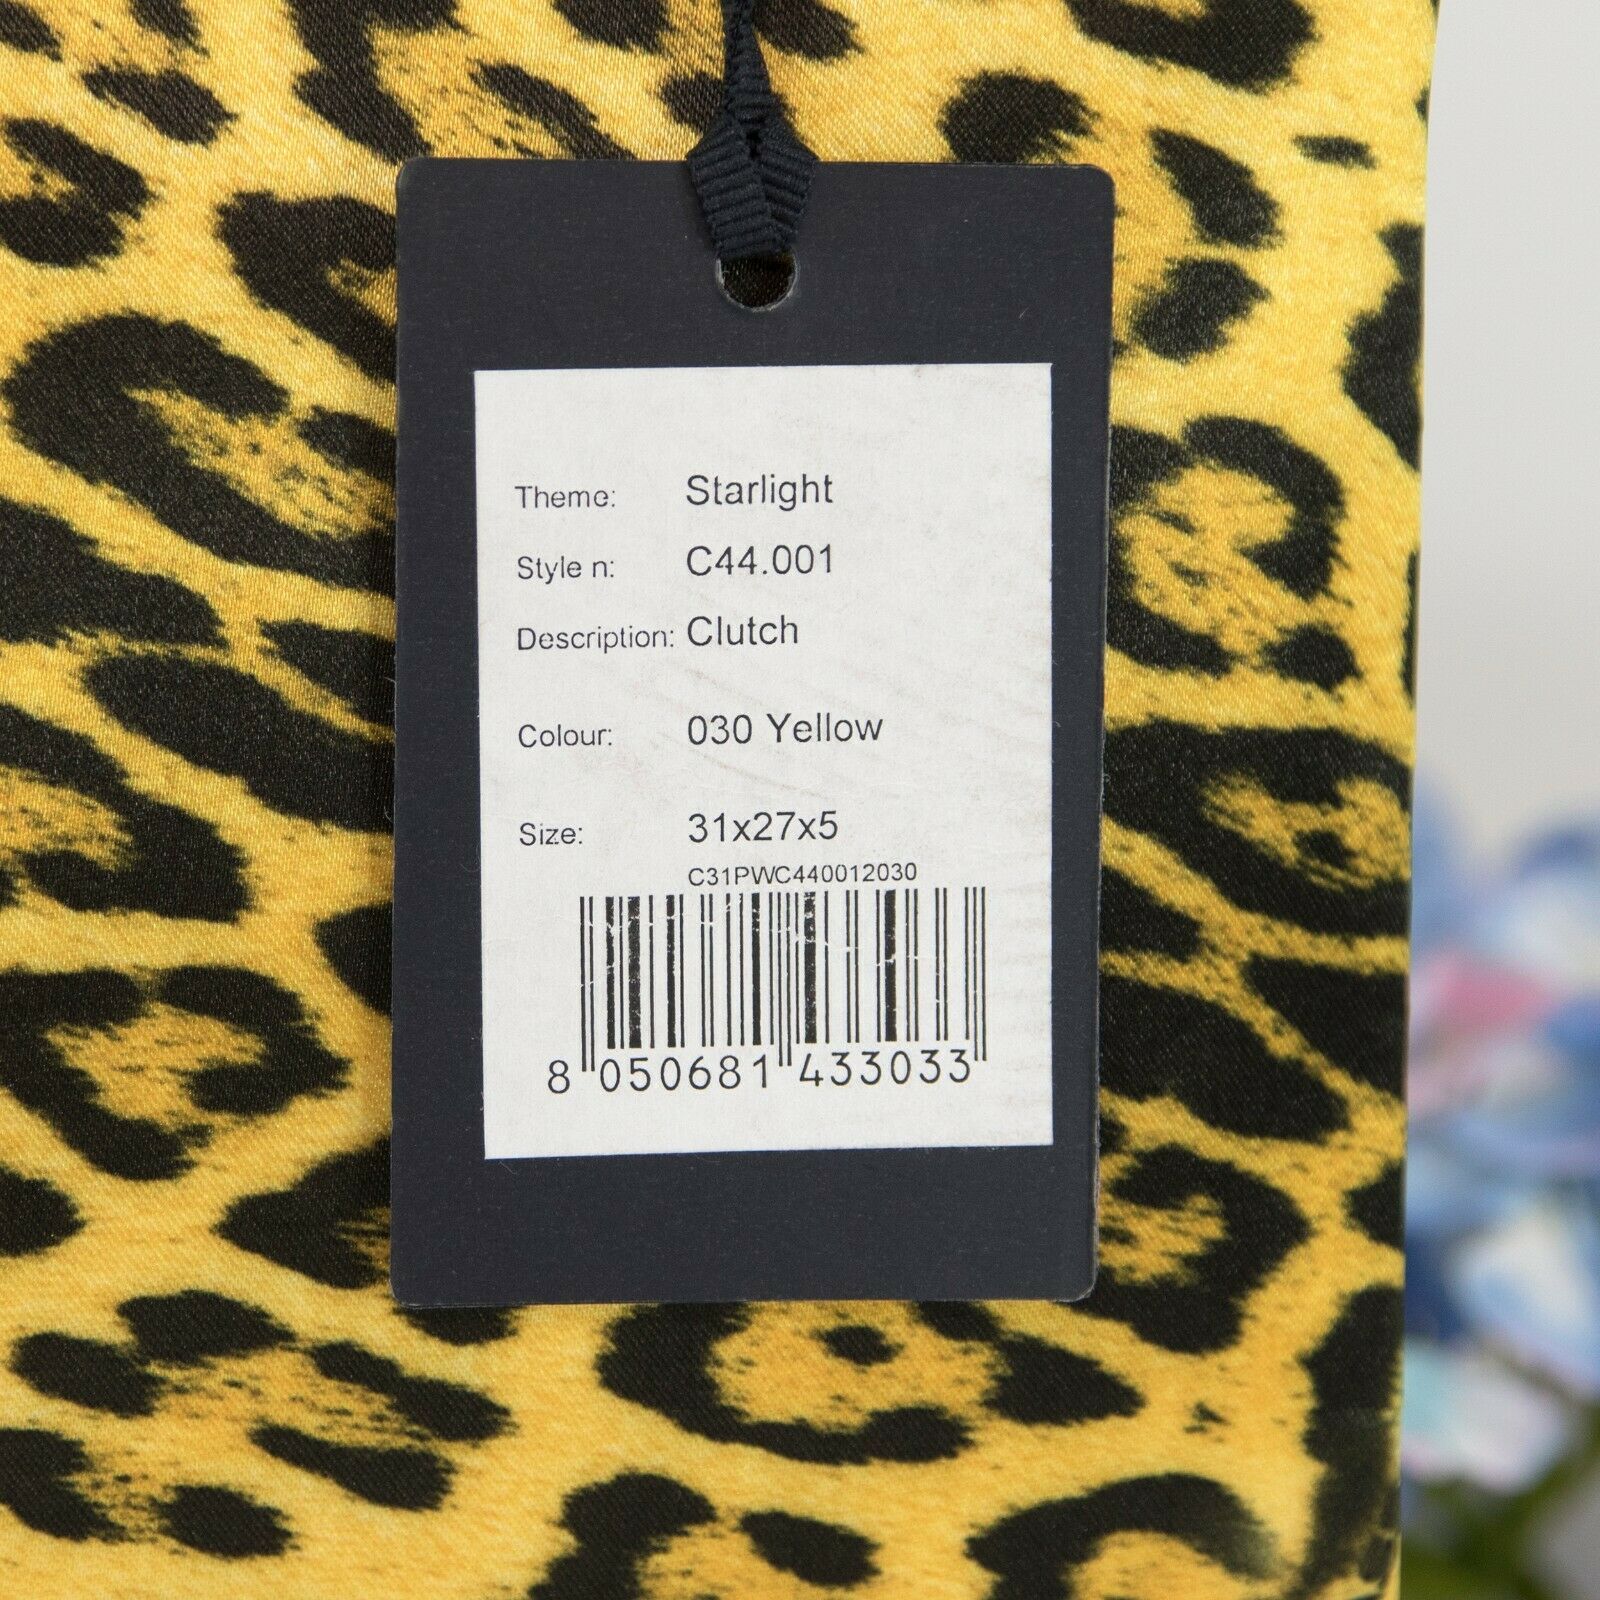 Theme: Starlight
Style n: C44.001
Description: Clutch
Colour: 030 Yellow
Size: 31x27x5
C31PWC440012030
8 050681 433033